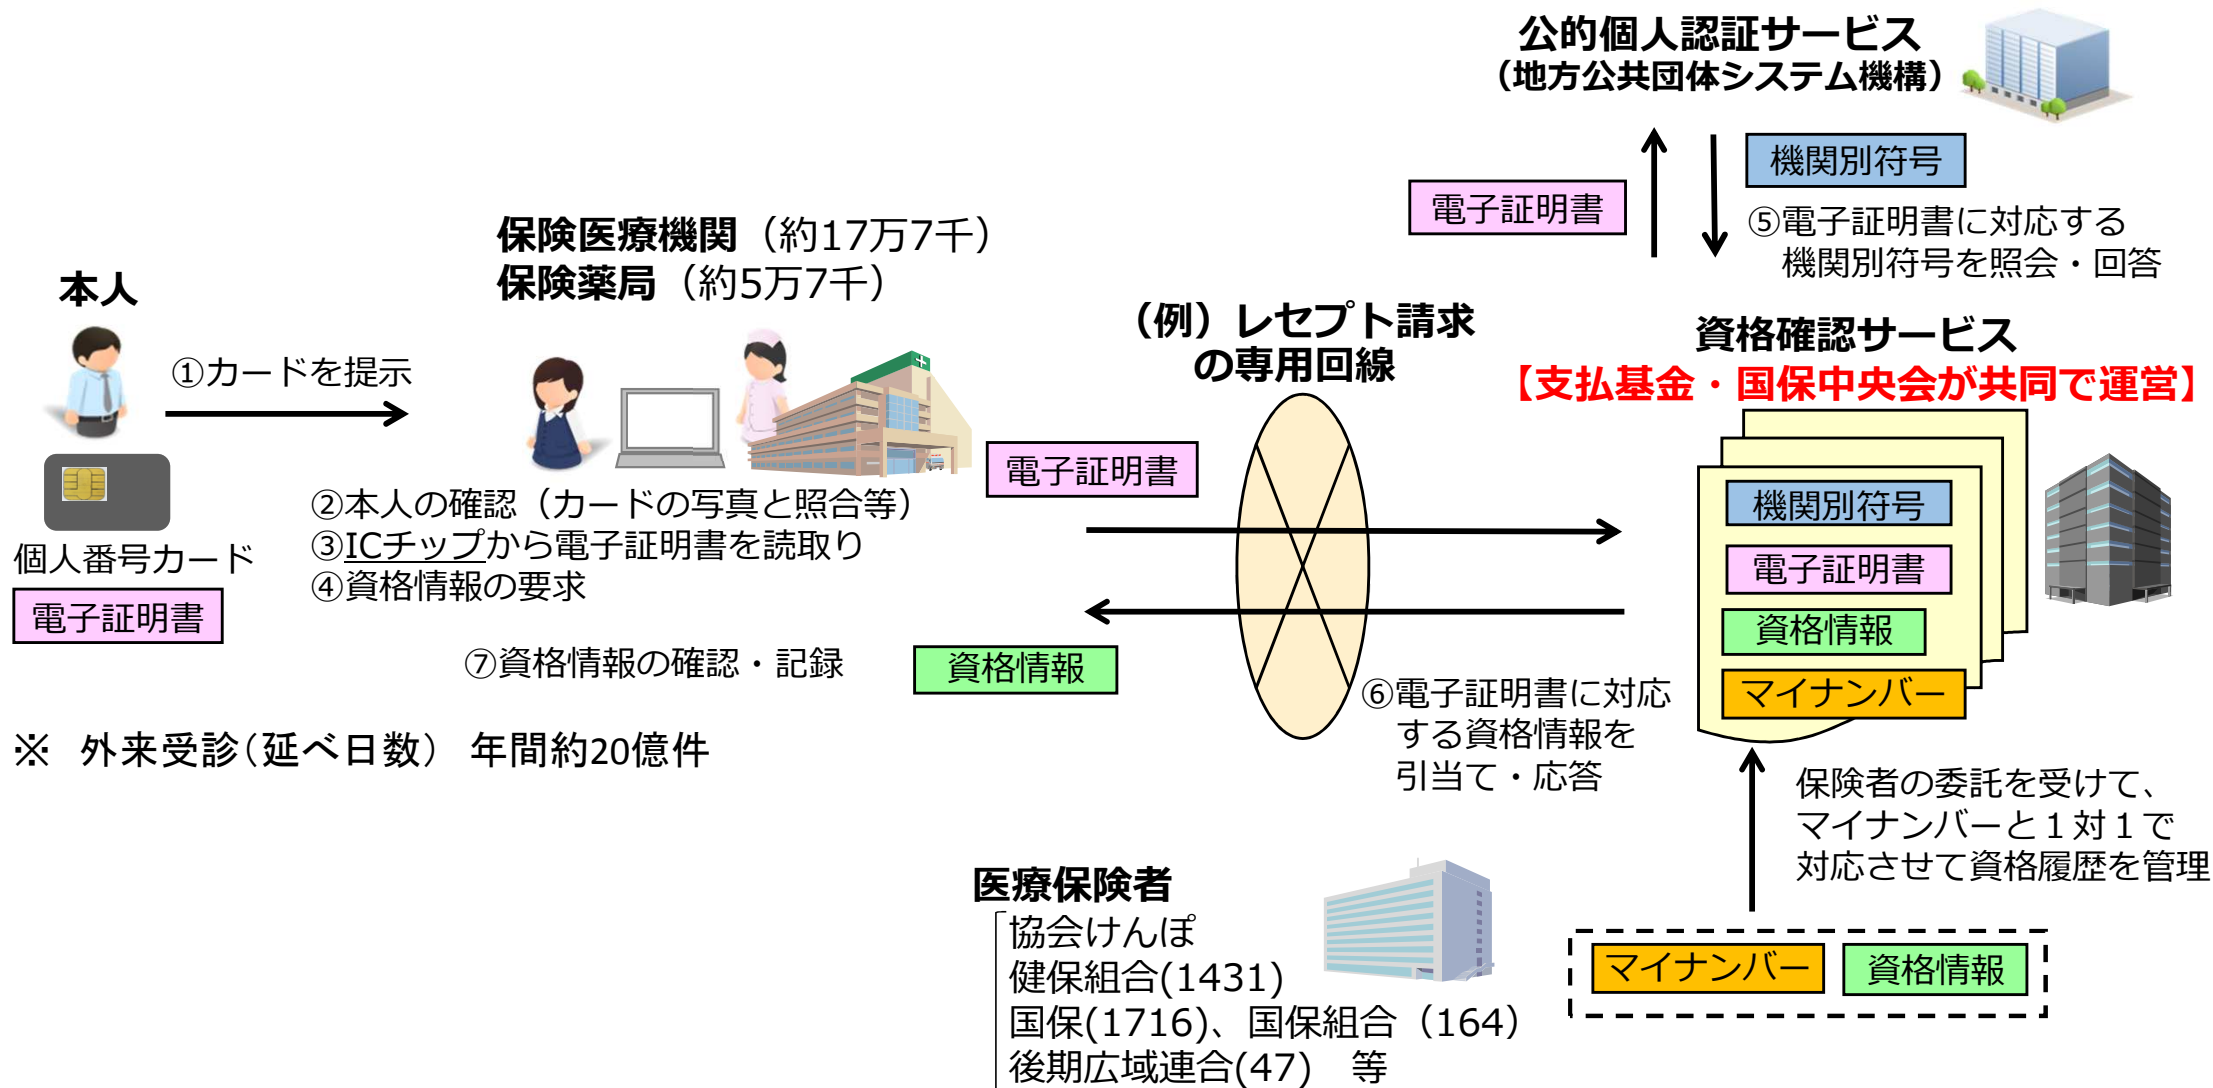 公的個人認証サービス
（地方公共団体システム機構）
電子証明書
機関別符号
⑤電子証明書に対応する
機関別符号を照会・回答
本人
①カードを提示
個人番号カード
電子証明書
保険医療機関（約17万7千）
保険薬局（約5万7千）
②本人の確認（カードの写真と照合等）
③ICチップから電子証明書を読取り
④資格情報の要求
⑦資格情報の確認・記録
（例）レセプト請求
の専用回線
電子証明書
資格情報
⑥電子証明書に対応
する資格情報を
引当て・応答
資格確認サービス
【支払基金・国保中央会が共同で運営】
機関別符号
電子証明書
資格情報
マイナンバー
保険者の委託を受けて、
マイナンバーと１対１で
対応させて資格履歴を管理
マイナンバー
資格情報
※　外来受診（延べ日数）　年間約20億件
医療保険者
協会けんぽ
健保組合(1431)
国保(1716)、国保組合（164）
後期広域連合(47)　等